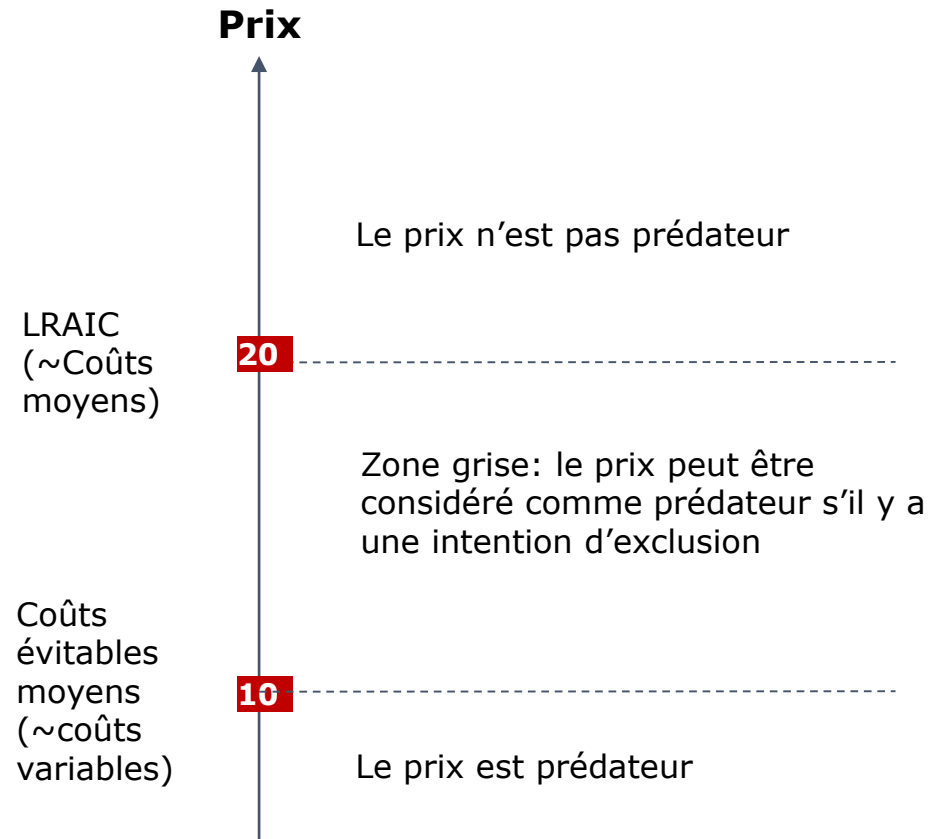 Prix
Le prix n’est pas prédateur
LRAIC
(~Coûts
moyens)
20
Zone grise: le prix peut être
considéré comme prédateur s’il y a
une intention d’exclusion
Coûts
évitables
moyens
(~coûts
variables)
10
Le prix est prédateur